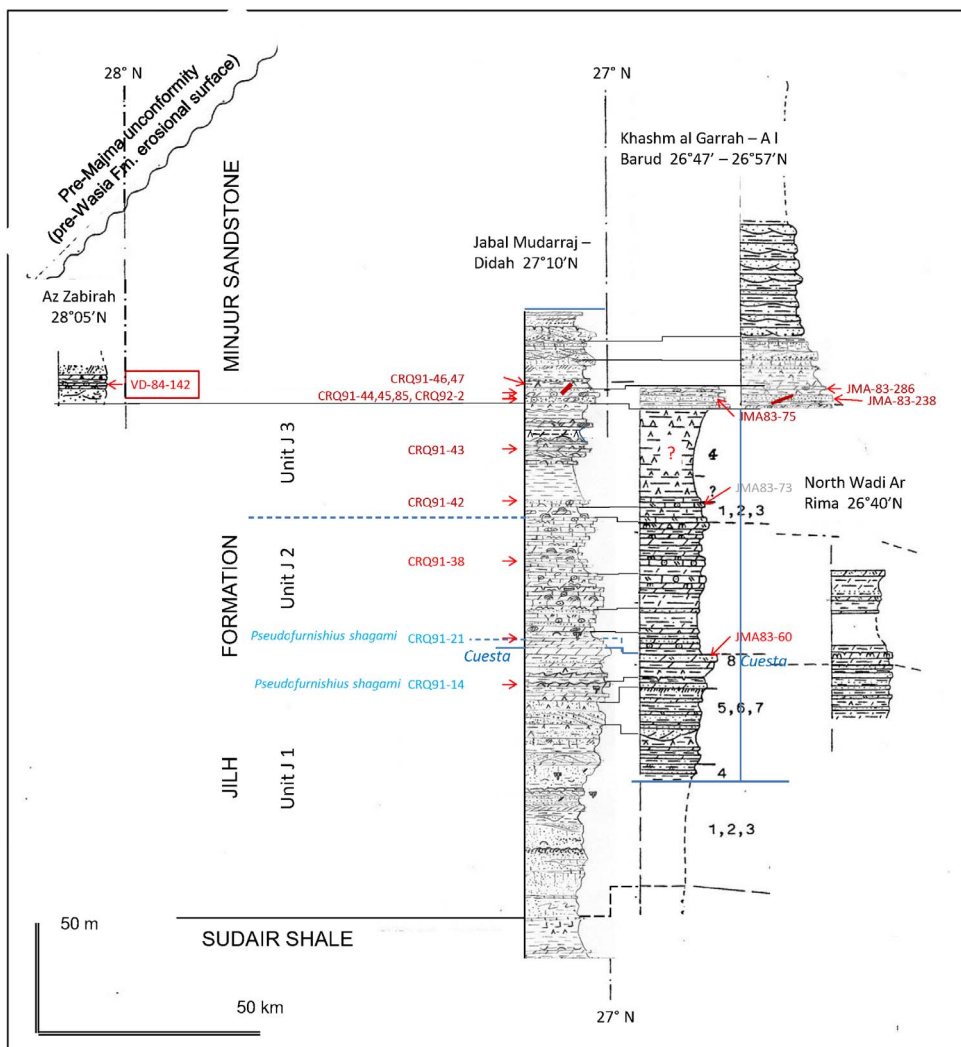 28° N
27° N
Pre-Majma unconformity
(pre-Wasia Fm. erosional surface)
Khashm al Garrah – A l
Barud 26°47’ – 26°57’N
MINJUR SANDSTONE
Jabal Mudarraj –
Didah 27°10’N
Az Zabirah
28°05’N
VD-84-142
CRQ91-46,47
CRQ91-44,45,85, CRQ92-2
JMA-83-286
JMA-83-238
JMA83-75
Unit J 3
CRQ91-43
?
4
?
JMA83-73
North Wadi Ar
Rima 26°40’N
CRQ91-42
1,2,3
FORMATION
Unit J 2
CRQ91-38
Pseudofurnishius shagami CRQ91-21
JMA83-60
Cuesta
8
Cuesta
Pseudofurnishius shagami CRQ91-14
5,6,7
JILH
Unit J 1
4
1,2,3
50 m
SUDAIR SHALE
50 km
27° N